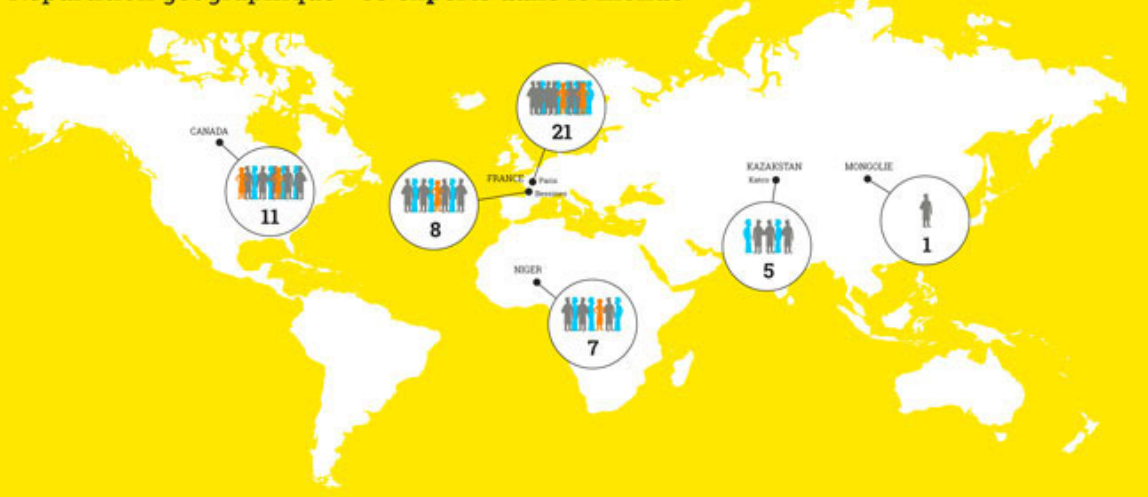 CANADA
11
21
FRANCE
Paris
Bessines
8
NIGER
7
KAZAKSTAN
Katco
5
MONGOLIE
1